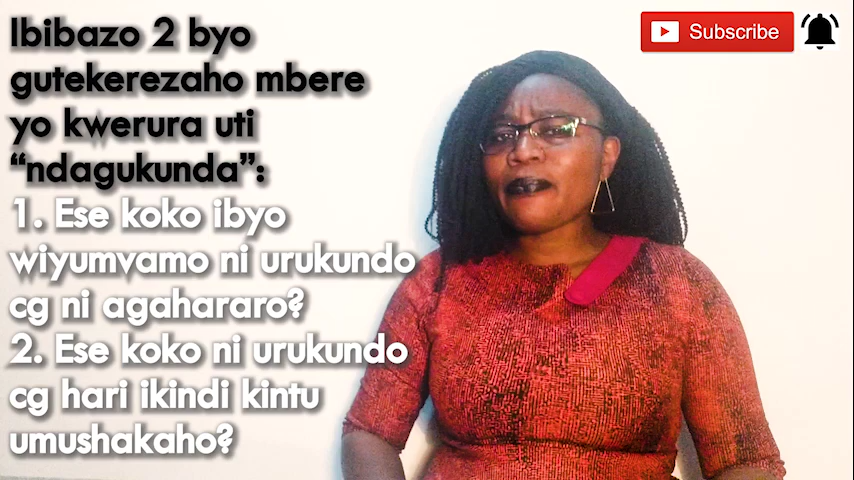 Ibibazo 2 byo
gutekerezaho mbere
yo kwerura uti
“ndagukunda”:
1. Ese koko ibyo
wiyumvamo ni urukundo
cg ni agahararo?
2. Ese koko ni urukundo
cg hari ikindi kintu
umushakaho?
Subscribe